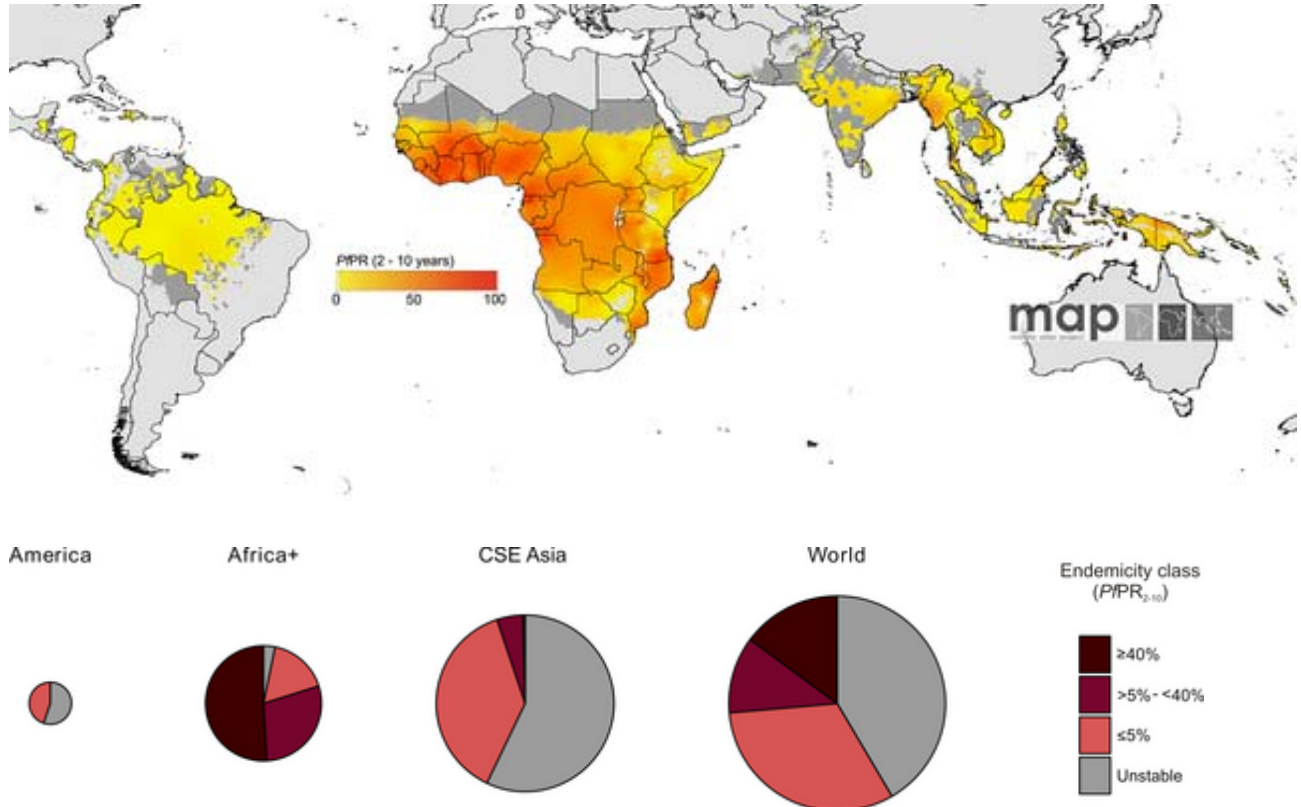 PfPR (2 - 10 years)
0 50 100
map
America
Africa+
CSE Asia
World
Endemicity class
(PfPR2-10)
≥40%
>5% - <40%
≤5%
Unstable